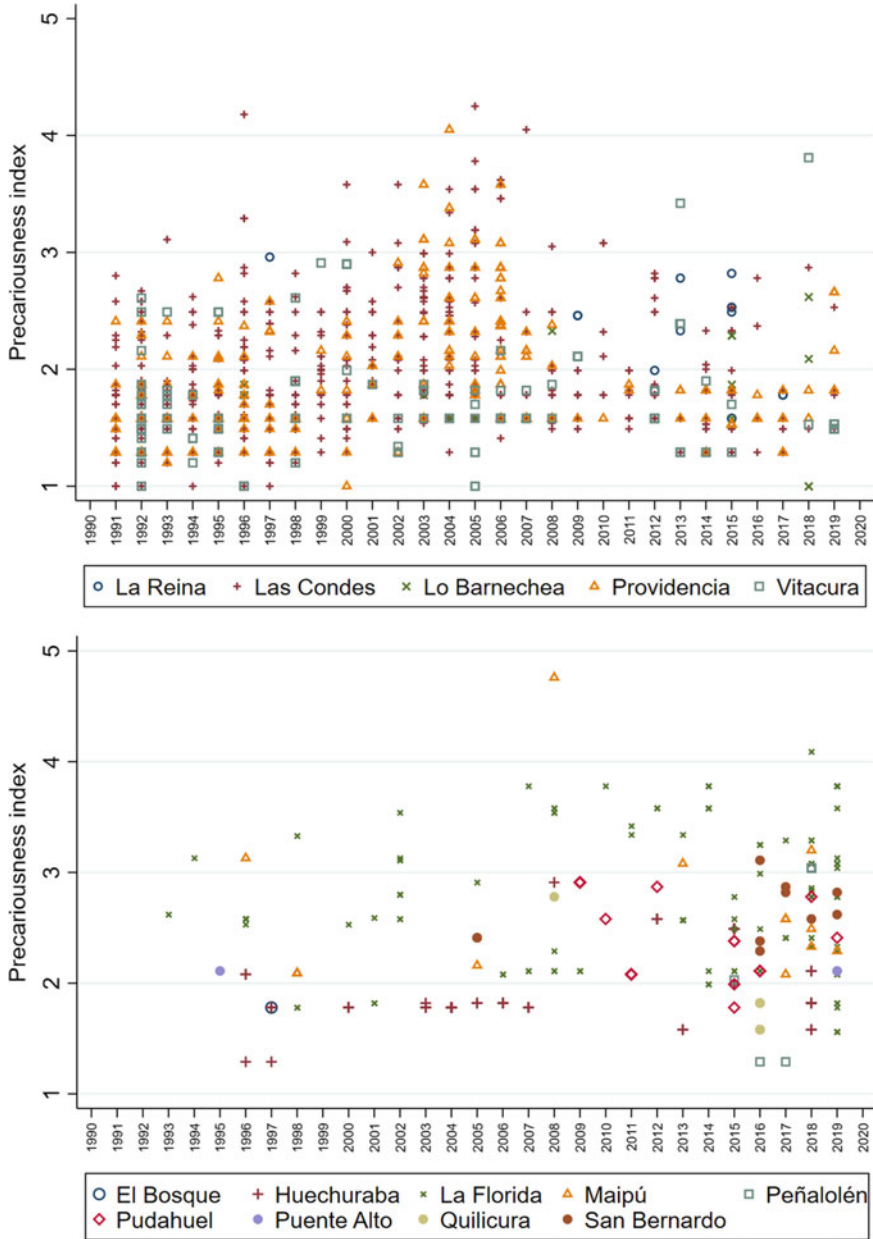 Precariousness index
5
4
3
2
1
1990 1991 1992 1993 1994 1995 1996 1997 1998 1999 2000 2001 2002 2003 2004 2005 2006 2007 2008 2009 2010 2011 2012 2013 2014 2015 2016 2017 2018 2019 2020
La Reina Las Condes Lo Barnechea Providencia Vitacura
Precariousness index
5
4
3
2
1
1990 1991 1992 1993 1994 1995 1996 1997 1998 1999 2000 2001 2002 2003 2004 2005 2006 2007 2008 2009 2010 2011 2012 2013 2014 2015 2016 2017 2018 2019 2020
El Bosque Huechuraba La Florida Maipú Peñalolén
Pudahuel Puente Alto Quilicura San Bernardo